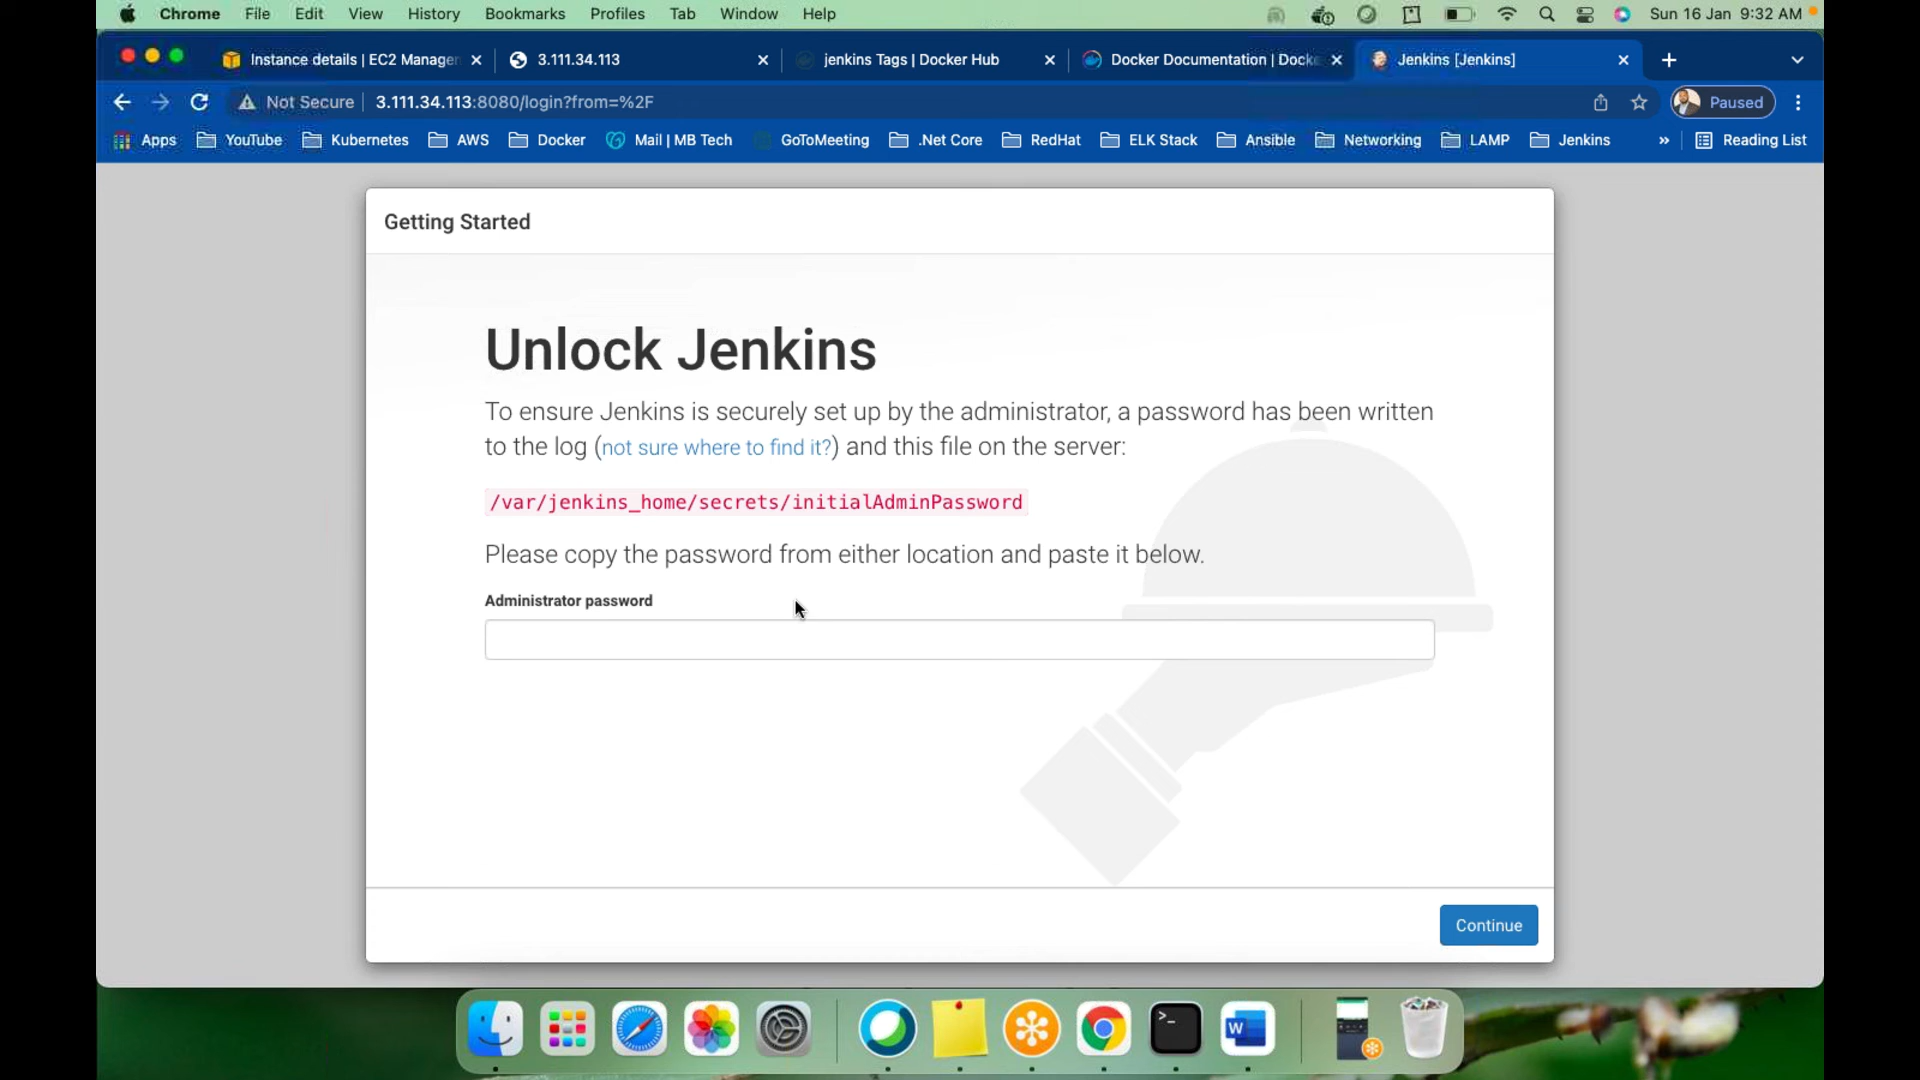 Chrome File Edit View History Bookmarks Profiles Tab Window Help Sun 16 Jan 9:32 AM
Instance details | EC2 Manager 3.111.34.113 jenkins Tags | Docker Hub Docker Documentation | Docke Jenkins [Jenkins]
Not Secure 3.111.34.113:8080/login?from=%2F Paused
Apps YouTube Kubernetes AWS Docker Mail | MB Tech GoToMeeting .Net Core RedHat ELK Stack Ansible Networking LAMP Jenkins » Reading List
Getting Started
Unlock Jenkins
To ensure Jenkins is securely set up by the administrator, a password has been written
to the log (not sure where to find it?) and this file on the server:
/var/jenkins_home/secrets/initialAdminPassword
Please copy the password from either location and paste it below.
Administrator password
Continue